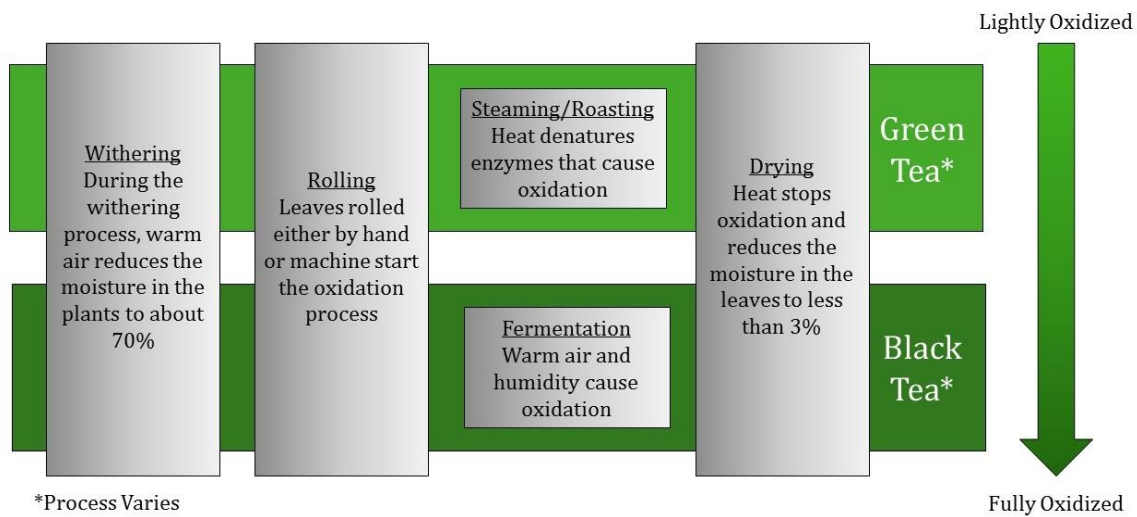 Lightly Oxidized
Withering
During the
withering
process, warm
air reduces the
moisture in the
plants to about
70%
Rolling
Leaves rolled
either by hand
or machine start
the oxidation
process
Steaming/Roasting
Heat denatures
enzymes that cause
oxidation
Fermentation
Warm air and
humidity cause
oxidation
Drying
Heat stops
oxidation and
reduces the
moisture in the
leaves to less
than 3%
Green
Tea*
Black
Tea*
*Process Varies
Fully Oxidized